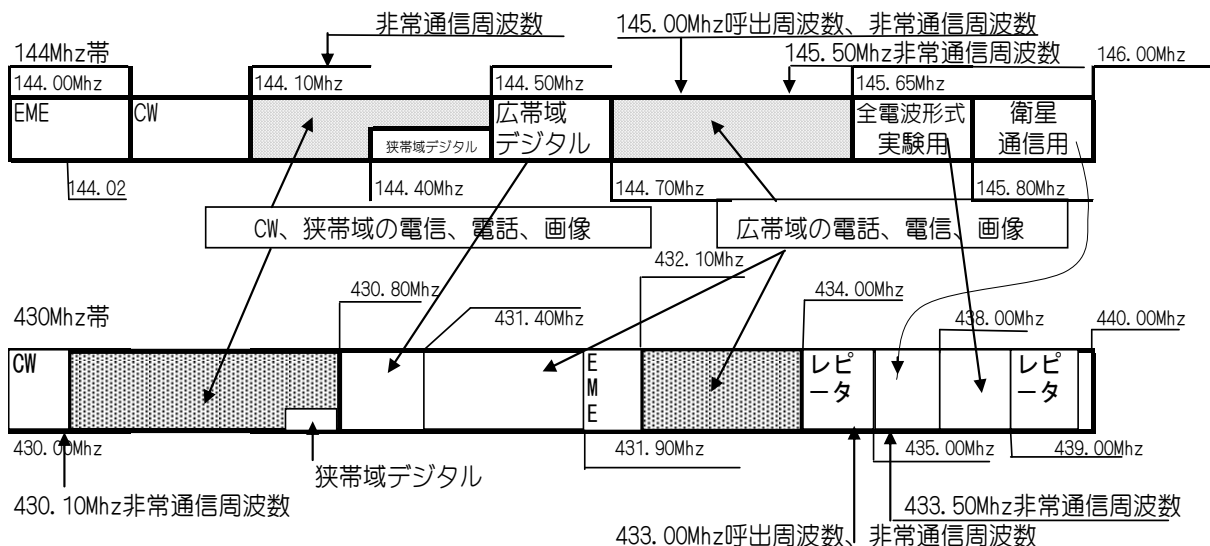 非常通信周波数
145.00Mhz呼出周波数、非常通信周波数
144Mhz帯
145.50Mhz非常通信周波数
146.00Mhz
144.00Mhz
144.10Mhz
144.50Mhz
145.65Mhz
EME
CW
広帯域
デジタル
全電波形式
実験用
衛星
通信用
狭帯域デジタル
144.02
144.40Mhz
144.70Mhz
145.80Mhz
CW、狭帯域の電信、電話、画像
広帯域の電話、電信、画像
432.10Mhz
430.80Mhz
434.00Mhz
430Mhz帯
431.40Mhz
438.00Mhz
440.00Mhz
CW
E
M
E
レピ
ータ
レピ
ータ
430.00Mhz
431.90Mhz
435.00Mhz
439.00Mhz
狭帯域デジタル
430.10Mhz非常通信周波数
433.50Mhz非常通信周波数
433.00Mhz呼出周波数、非常通信周波数